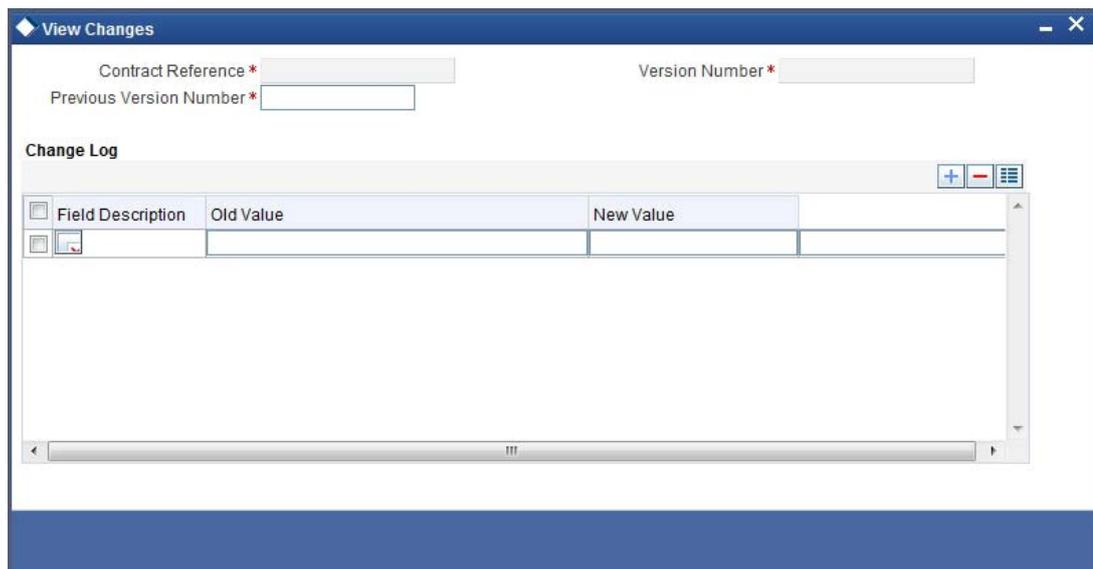 View Changes
Contract Reference *
Version Number *
Previous Version Number *
Change Log
Field Description Old Value New Value